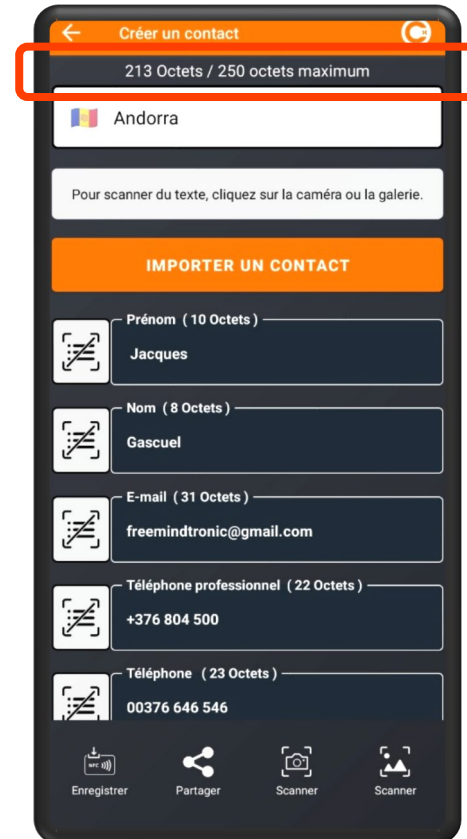 Créer un contact
213 Octets / 250 octets maximum
Andorra
Pour scanner du texte, cliquez sur la caméra ou la galerie.
IMPORTER UN CONTACT
Prénom ( 10 Octets )
Jacques
Nom ( 8 Octets )
Gascuel
E-mail ( 31 Octets )
freemindtronic@gmail.com
Téléphone professionnel ( 22 Octets )
+376 804 500
Téléphone ( 23 Octets )
00376 646 546
NFC
Enregistrer Partager Scanner Scanner